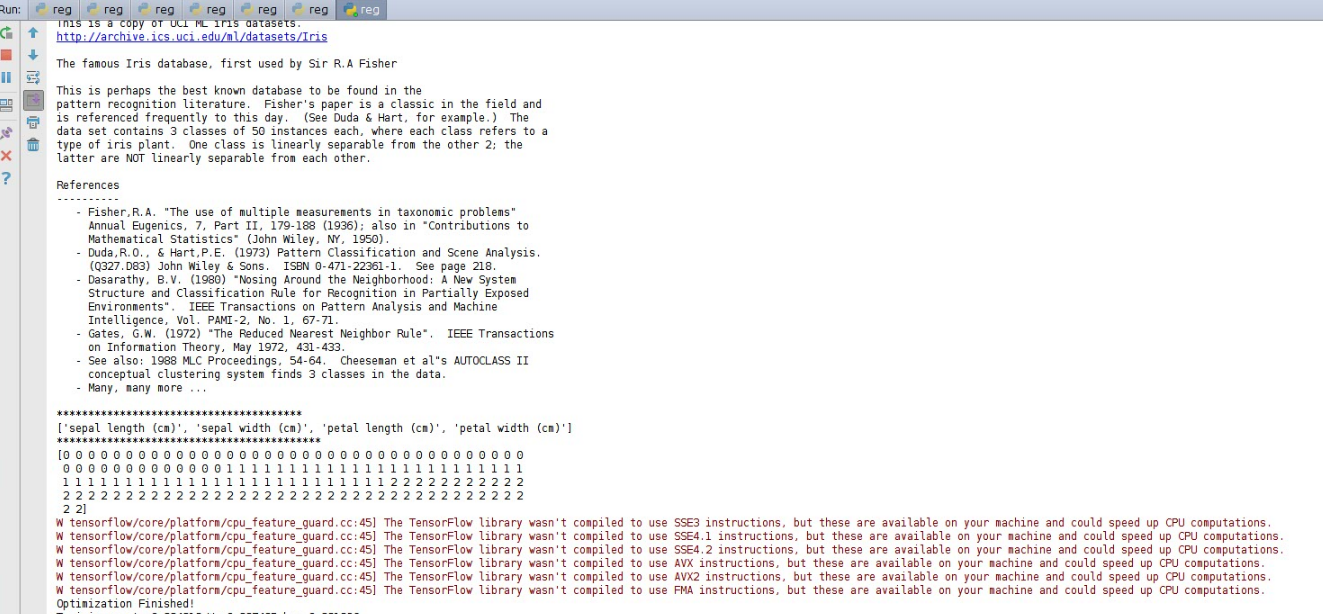 Run: reg reg reg reg reg reg reg
This is a copy of UCI ML iris datasets.
http://archive.ics.uci.edu/ml/datasets/Iris
The famous Iris database, first used by Sir R.A Fisher
This is perhaps the best known database to be found in the
pattern recognition literature.  Fisher's paper is a classic in the field and
is referenced frequently to this day.  (See Duda & Hart, for example.)  The
data set contains 3 classes of 50 instances each, where each class refers to a
type of iris plant.  One class is linearly separable from the other 2; the
latter are NOT linearly separable from each other.
References
----------
- Fisher,R.A. "The use of multiple measurements in taxonomic problems"
Annual Eugenics, 7, Part II, 179-188 (1936); also in "Contributions to
Mathematical Statistics" (John Wiley, NY, 1950).
- Duda,R.O., & Hart,P.E. (1973) Pattern Classification and Scene Analysis.
(Q327.D83) John Wiley & Sons.  ISBN 0-471-22361-1.  See page 218.
- Dasarathy, B.V. (1980) "Nosing Around the Neighborhood: A New System
Structure and Classification Rule for Recognition in Partially Exposed
Environments".  IEEE Transactions on Pattern Analysis and Machine
Intelligence, Vol. PAMI-2, No. 1, 67-71.
- Gates, G.W. (1972) "The Reduced Nearest Neighbor Rule".  IEEE Transactions
on Information Theory, May 1972, 431-433.
- See also: 1988 MLC Proceedings, 54-64.  Cheeseman et al"s AUTOCLASS II
conceptual clustering system finds 3 classes in the data.
- Many, many more ...
***************************************
['sepal length (cm)', 'sepal width (cm)', 'petal length (cm)', 'petal width (cm)']
******************************************
[0 0 0 0 0 0 0 0 0 0 0 0 0 0 0 0 0 0 0 0 0 0 0 0 0 0 0 0 0 0 0 0 0 0 0 0 0
0 0 0 0 0 0 0 0 0 0 0 0 0 1 1 1 1 1 1 1 1 1 1 1 1 1 1 1 1 1 1 1 1 1 1 1 1
1 1 1 1 1 1 1 1 1 1 1 1 1 1 1 1 1 1 1 1 1 1 1 1 1 1 2 2 2 2 2 2 2 2 2 2 2
2 2 2 2 2 2 2 2 2 2 2 2 2 2 2 2 2 2 2 2 2 2 2 2 2 2 2 2 2 2 2 2 2 2 2 2 2
2 2]
W tensorflow/core/platform/cpu_feature_guard.cc:45] The TensorFlow library wasn't compiled to use SSE3 instructions, but these are available on your machine and could speed up CPU computations.
W tensorflow/core/platform/cpu_feature_guard.cc:45] The TensorFlow library wasn't compiled to use SSE4.1 instructions, but these are available on your machine and could speed up CPU computations.
W tensorflow/core/platform/cpu_feature_guard.cc:45] The TensorFlow library wasn't compiled to use SSE4.2 instructions, but these are available on your machine and could speed up CPU computations.
W tensorflow/core/platform/cpu_feature_guard.cc:45] The TensorFlow library wasn't compiled to use AVX instructions, but these are available on your machine and could speed up CPU computations.
W tensorflow/core/platform/cpu_feature_guard.cc:45] The TensorFlow library wasn't compiled to use AVX2 instructions, but these are available on your machine and could speed up CPU computations.
W tensorflow/core/platform/cpu_feature_guard.cc:45] The TensorFlow library wasn't compiled to use FMA instructions, but these are available on your machine and could speed up CPU computations.
Optimization Finished!